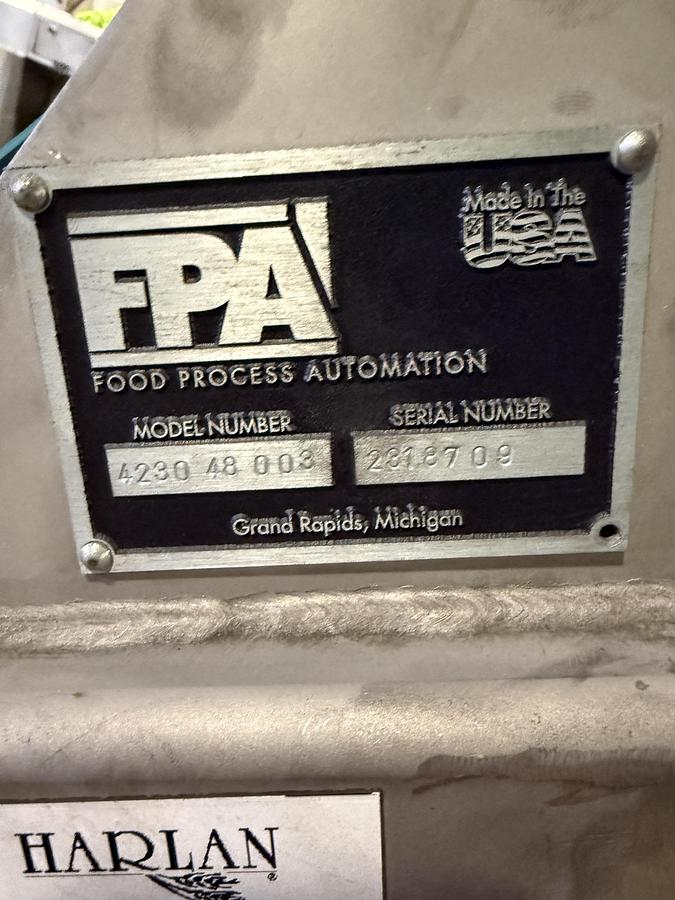 FPA
Made In The
USA
FOOD PROCESS AUTOMATION
MODEL NUMBER
SERIAL NUMBER
4230 48 003
2318709
Grand Rapids, Michigan
HARLAN
®